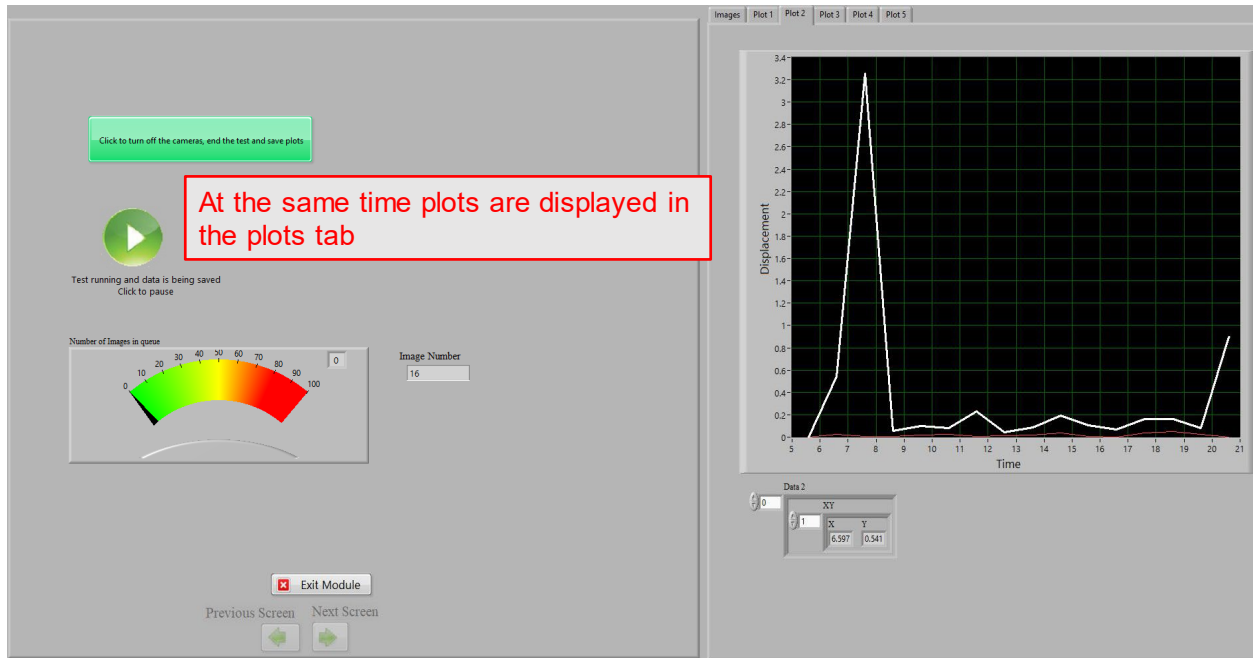 Images Plot 1 Plot 2 Plot 3 Plot 4 Plot 5
Click to turn off the cameras, end the test and save plots
At the same time plots are displayed in
the plots tab
Test running and data is being saved
Click to pause
Number of Images in queue
0 10 20 30 40 50 60 70 80 90 100
0
Image Number
16
Exit Module
Previous Screen Next Screen
Displacement
3.4
3.2
3
2.8
2.6
2.4
2.2
2
1.8
1.6
1.4
1.2
1
0.8
0.6
0.4
0.2
0
5 6 7 8 9 10 11 12 13 14 15 16 17 18 19 20 21
Time
Data 2
0
XY
1
X Y
6.597 0.541